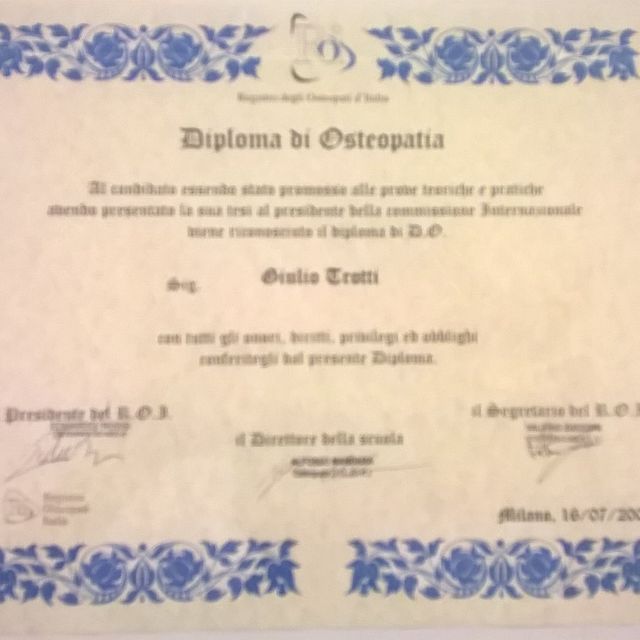 Registro degli Osteopati d'Italia
Diploma di Osteopatia
Al candidato essendo stato promosso alle prove teoriche e pratiche
avendo presentato la sua tesi al presidente della commissione Internazionale
viene riconosciuto il diploma di D.O.
Sig. Giulio Trotti
con tutti gli onori, diritti, privilegi ed obblighi
conferitegli dal presente Diploma.
Presidente del R.O.I.
il Segretario del R.O.I
il Direttore della scuola
Milano, 16/07/200